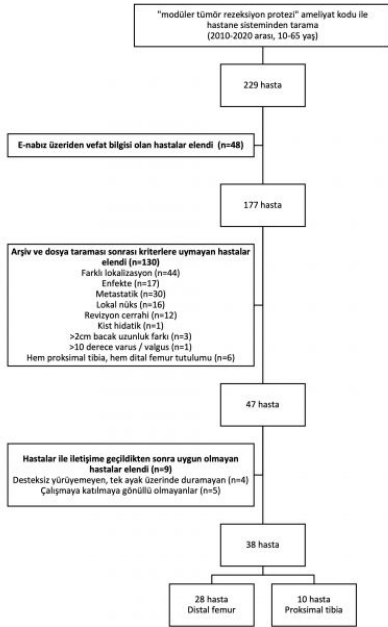 "modüler tümör rezeksiyon protezi" ameliyat kodu ile
hastane sisteminden tarama
(2010-2020 arası, 10-65 yaş)
229 hasta
E-nabız üzeriden vefat bilgisi olan hastalar elendi (n=48)
177 hasta
Arşiv ve dosya taraması sonrası kriterlere uymayan hastalar
elendi (n=130)
Farklı lokalizasyon (n=44)
Enfekte (n=17)
Metastatik (n=30)
Lokal nüks (n=16)
Revizyon cerrahi (n=12)
Kist hidatik (n=1)
>2cm bacak uzunluk farkı (n=3)
>10 derece varus / valgus (n=1)
Hem proksimal tibia, hem dital femur tutulumu (n=6)
47 hasta
Hastalar ile iletişime geçildikten sonra uygun olmayan
hastalar elendi (n=9)
Desteksiz yürüyemeyen, tek ayak üzerinde duramayan (n=4)
Çalışmaya katılmaya gönüllü olmayanlar (n=5)
38 hasta
28 hasta
Distal femur
10 hasta
Proksimal tibia